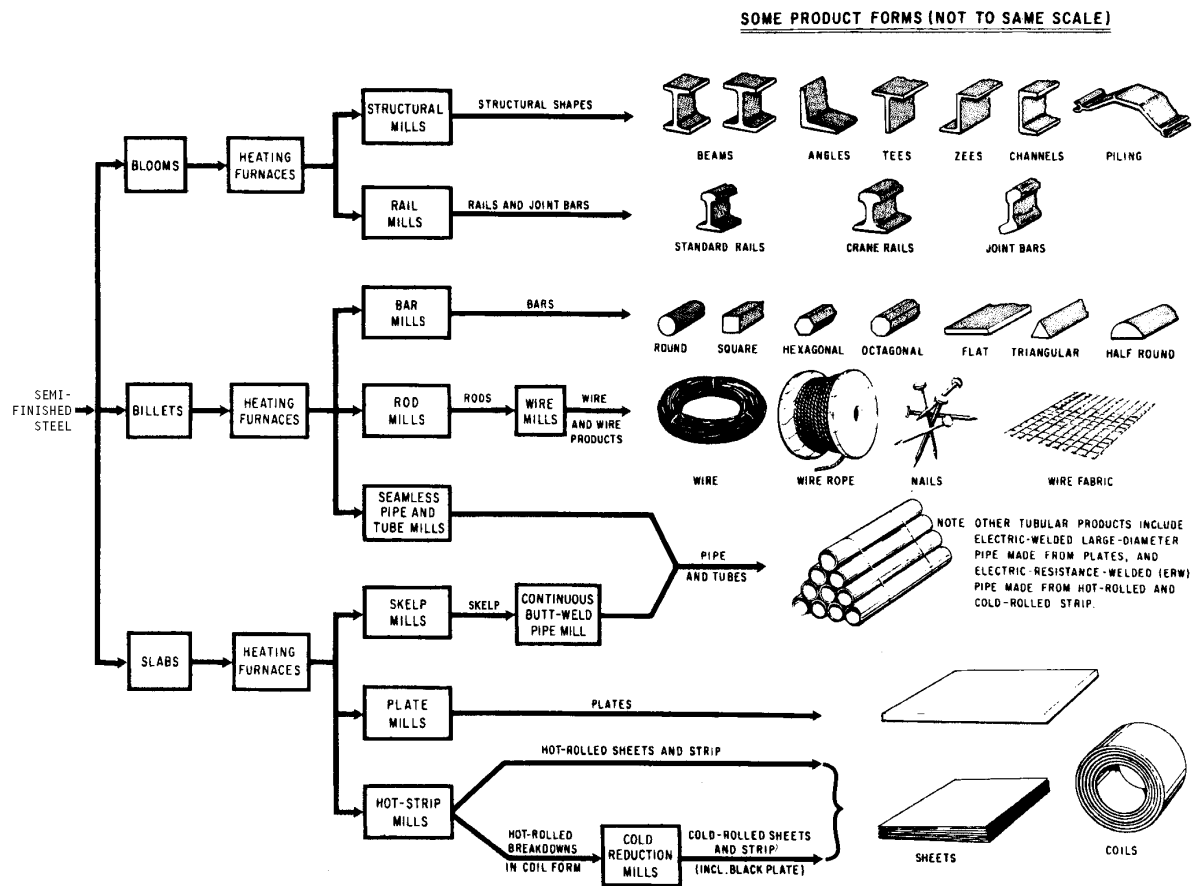 SOME PRODUCT FORMS (NOT TO SAME SCALE)
STRUCTURAL
MILLS
STRUCTURAL SHAPES
BEAMS
ANGLES
TEES
ZEES
CHANNELS
PILING
BLOOMS
HEATING
FURNACES
RAIL
MILLS
RAILS AND JOINT BARS
STANDARD RAILS
CRANE RAILS
JOINT BARS
BAR
MILLS
BARS
ROUND
SQUARE
HEXAGONAL
OCTAGONAL
FLAT
TRIANGULAR
HALF ROUND
SEMI-
FINISHED
STEEL
BILLETS
HEATING
FURNACES
ROD
MILLS
RODS
WIRE
MILLS
WIRE
AND WIRE
PRODUCTS
WIRE
WIRE ROPE
NAILS
WIRE FABRIC
SEAMLESS
PIPE AND
TUBE MILLS
PIPE
AND TUBES
NOTE OTHER TUBULAR PRODUCTS INCLUDE
ELECTRIC-WELDED LARGE-DIAMETER
PIPE MADE FROM PLATES, AND
ELECTRIC-RESISTANCE-WELDED (ERW)
PIPE MADE FROM HOT-ROLLED AND
COLD-ROLLED STRIP.
SKELP
MILLS
SKELP
CONTINUOUS
BUTT-WELD
PIPE MILL
SLABS
HEATING
FURNACES
PLATE
MILLS
PLATES
HOT-STRIP
MILLS
HOT-ROLLED SHEETS AND STRIP
HOT-ROLLED
BREAKDOWNS
IN COIL FORM
COLD
REDUCTION
MILLS
COLD-ROLLED SHEETS
AND STRIP
(INCL. BLACK PLATE)
SHEETS
COILS